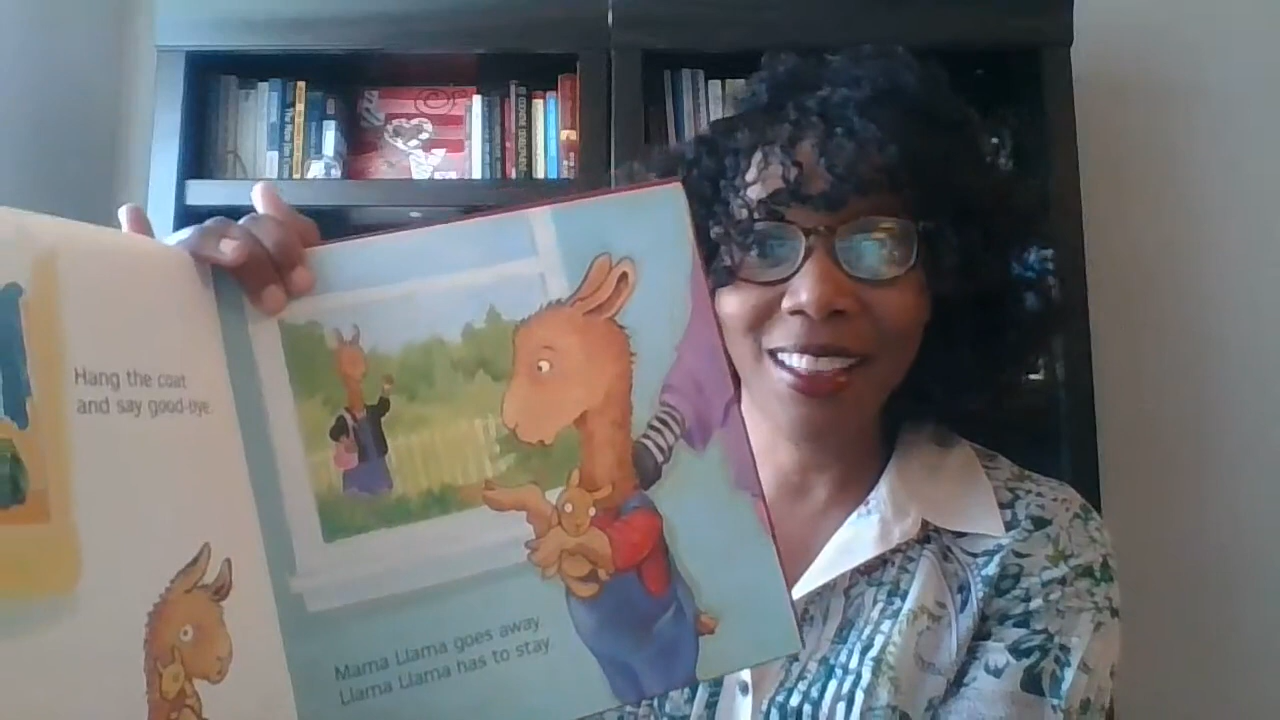 Hang the coat
and say good-bye.
Mama Llama goes away
Llama Llama has to stay